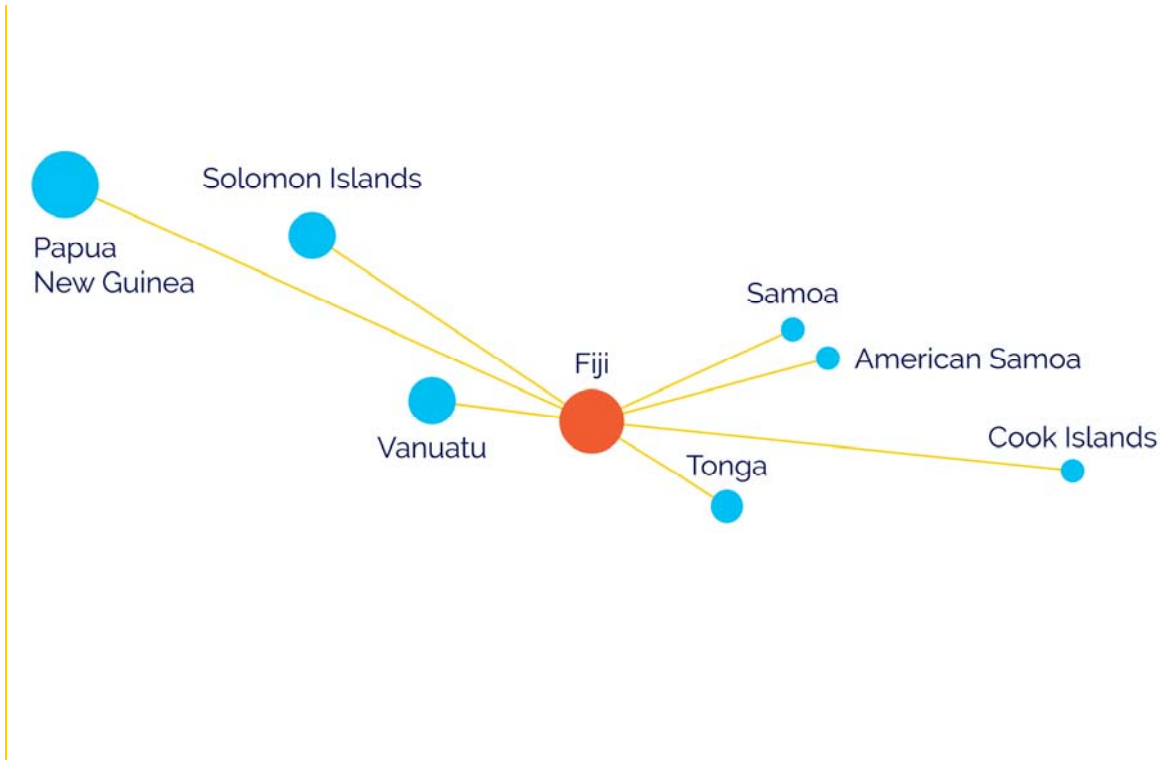 Solomon Islands
Papua
New Guinea
Samoa
American Samoa
Fiji
Vanuatu
Cook Islands
Tonga